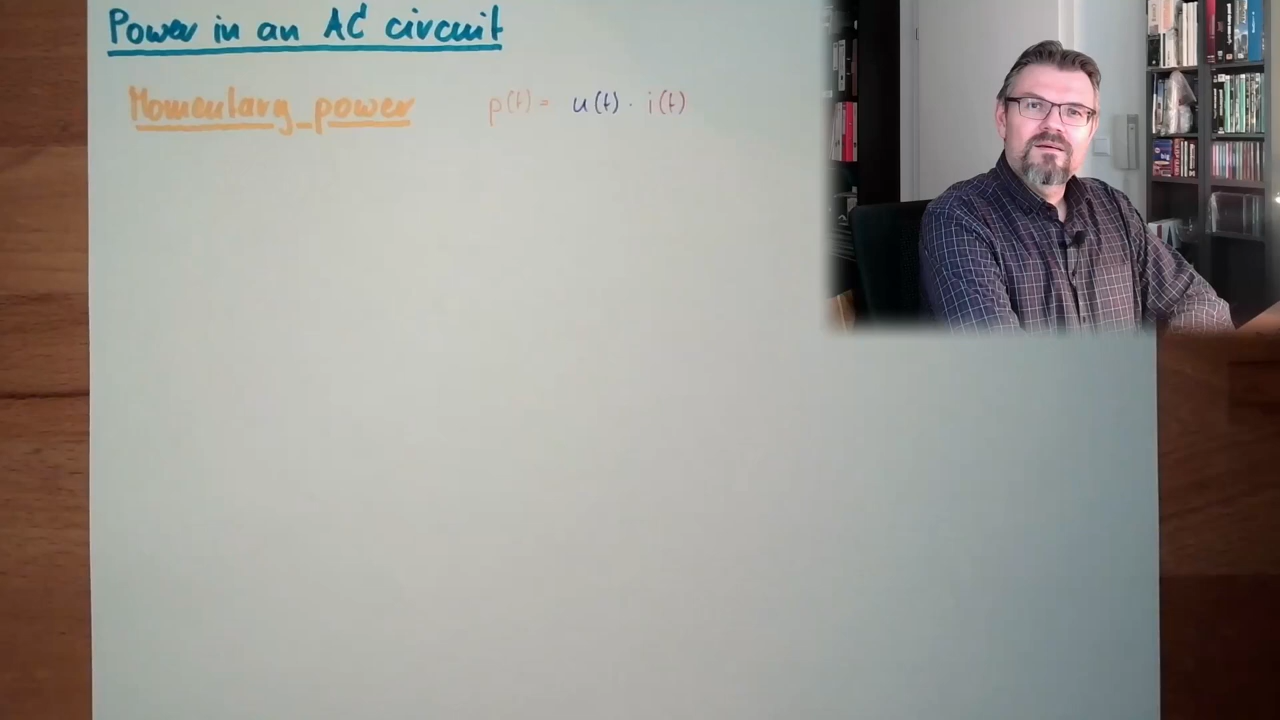 Power in an AC circuit
Momentary power p(t) = u(t) · i(t)